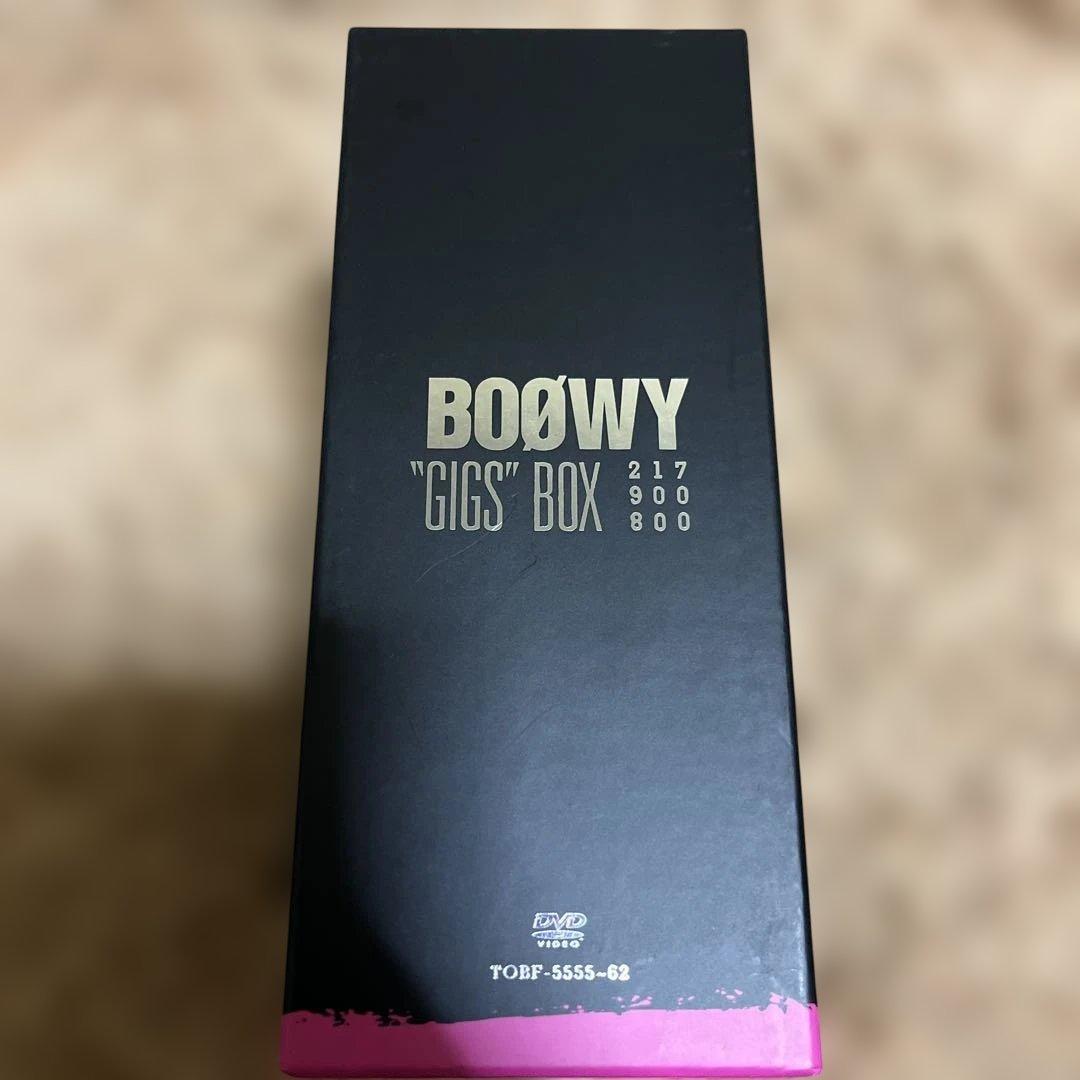 BOØWY
"GIGS" BOX 217
900
800
DVD
VIDEO
TOBF-5555~62